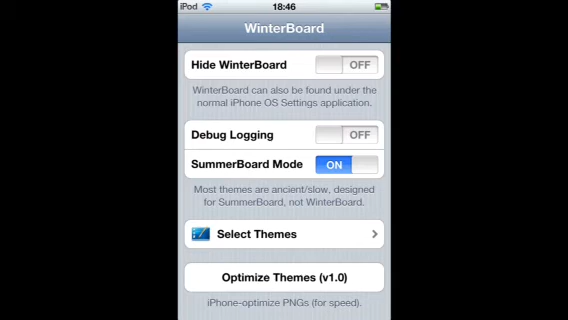 iPod 18:46
WinterBoard
Hide WinterBoard OFF
WinterBoard can also be found under the
normal iPhone OS Settings application.
Debug Logging OFF
SummerBoard Mode ON
Most themes are ancient/slow, designed
for SummerBoard, not WinterBoard.
Select Themes
Optimize Themes (v1.0)
iPhone-optimize PNGs (for speed).